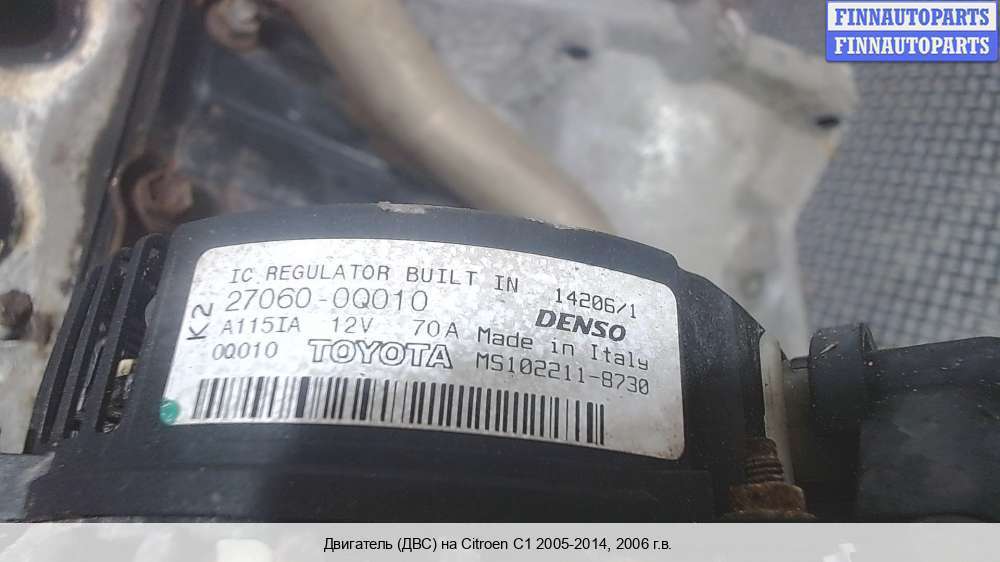 FINNAUTOPARTS
FINNAUTOPARTS
IC REGULATOR BUILT IN 14206/1
K2
27060-0Q010 DENSO
A115IA 12V 70A Made in Italy
0Q010 TOYOTA MS102211-8730
Двигатель (ДВС) на Citroen C1 2005-2014, 2006 г.в.